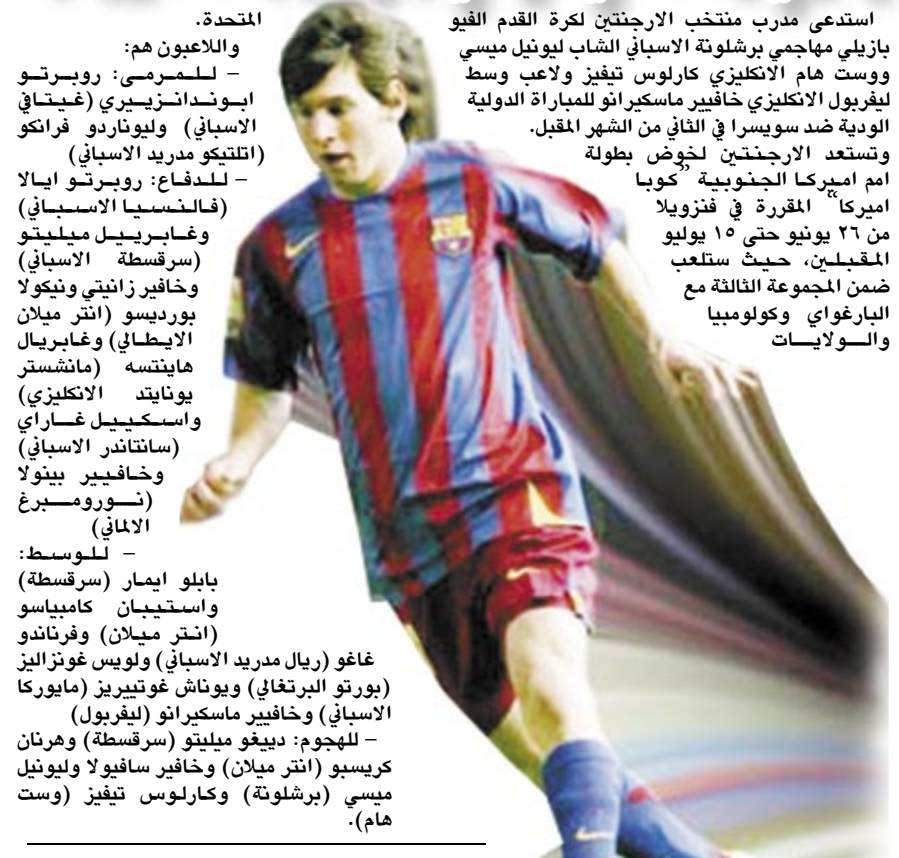 استدعى مدرب منتخب الارجنتين لكرة القدم الفيو
بازيلي مهاجمي برشلونة الاسباني الشاب ليونيل ميسي
ووست هام الانكليزي كارلوس تيفيز ولاعب وسط
ليفربول الانكليزي خافيير ماسكيرانو للمباراة الدولية
الودية ضد سويسرا في الثاني من الشهر المقبل.
وتستعد الارجنتين لخوض بطولة
امم اميركا الجنوبية "كوبا
اميركا" المقررة في فنزويلا
من ٢٦ يونيو حتى ١٥ يوليو
المقبلين، حيث ستلعب
ضمن المجموعة الثالثة مع
البارغواي وكولومبيا
والولايات
المتحدة.
واللاعبون هم:
– للمرمى: روبرتو
ابوندانزييري (غيتافي
الاسباني) وليوناردو فرانكو
(اتلتيكو مدريد الاسباني)
– للدفاع: روبرتو ايالا
(فالنسيا الاسباني)
وغابرييل ميليتو
(سرقسطة الاسباني)
وخافير زانيتي ونيكولا
بورديسو (انتر ميلان
الايطالي) وغابريال
هاينتسه (مانشستر
يونايتد الانكليزي)
واسكييل غاراي
(سانتاندر الاسباني)
وخافيير بينولا
(نورومبرغ
الالماني)
– للوسط:
بابلو ايمار (سرقسطة)
واستيبان كامبياسو
(انتر ميلان) وفرناندو
غاغو (ريال مدريد الاسباني) ولويس غونزاليز
(بورتو البرتغالي) ويوناش غوتييريز (مايوركا
الاسباني) وخافيير ماسكيرانو (ليفربول)
– للهجوم: دييغو ميليتو (سرقسطة) وهرنان
كريسبو (انتر ميلان) وخافير سافيولا وليونيل
ميسي (برشلونة) وكارلوس تيفيز (وست
هام).